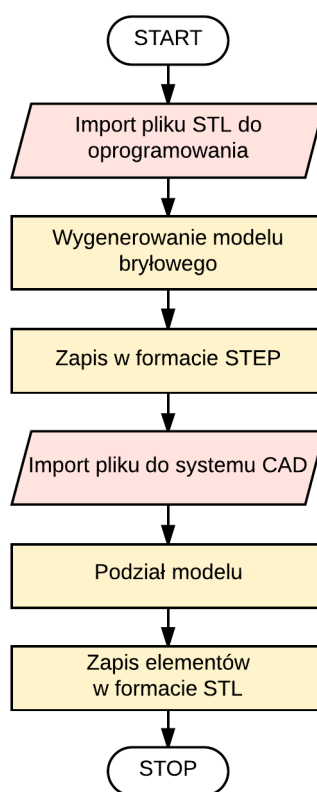 START
Import pliku STL do
oprogramowania
Wygenerowanie modelu
bryłowego
Zapis w formacie STEP
Import pliku do systemu CAD
Podział modelu
Zapis elementów
w formacie STL
STOP